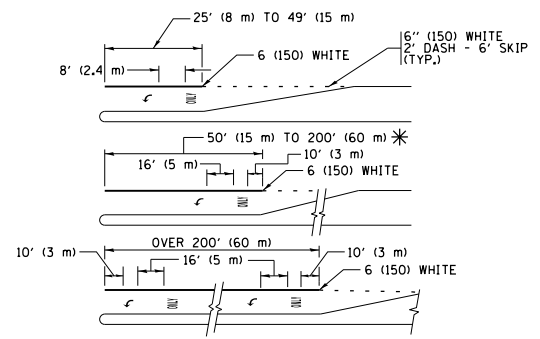 25' (8 m) TO 49' (15 m)
6'' (150) WHITE
2' DASH - 6' SKIP
(TYP.)
6 (150) WHITE
8' (2.4 m)
ONLY
50' (15 m) TO 200' (60 m) *
16' (5 m)
10' (3 m)
6 (150) WHITE
ONLY
OVER 200' (60 m)
10' (3 m)
16' (5 m)
10' (3 m)
6 (150) WHITE
ONLY
ONLY